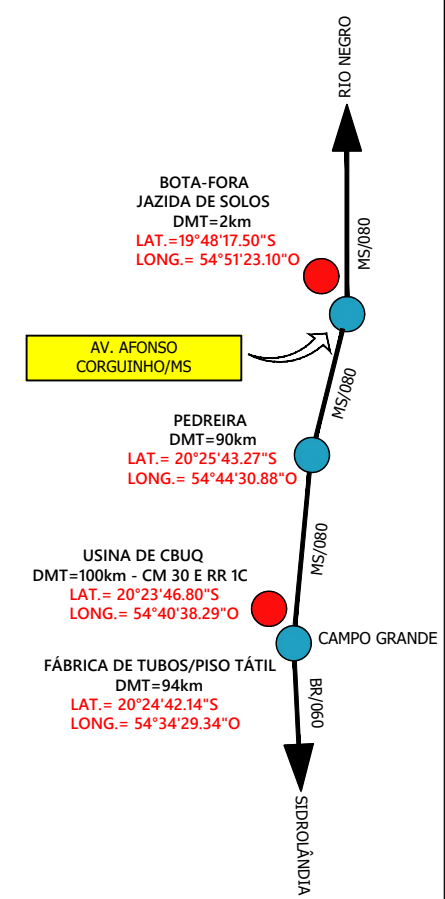 RIO NEGRO
BOTA-FORA
JAZIDA DE SOLOS
DMT=2km
LAT.=19°48'17.50"S
LONG.= 54°51'23.10"O
MS/080
AV. AFONSO
CORGUINHO/MS
MS/080
PEDREIRA
DMT=90km
LAT.= 20°25'43.27"S
LONG.= 54°44'30.88"O
MS/080
USINA DE CBUQ
DMT=100km - CM 30 E RR 1C
LAT.= 20°23'46.80"S
LONG.= 54°40'38.29"O
CAMPO GRANDE
FÁBRICA DE TUBOS/PISO TÁTIL
DMT=94km
LAT.= 20°24'42.14"S
LONG.= 54°34'29.34"O
BR/060
SIDROLÂNDIA